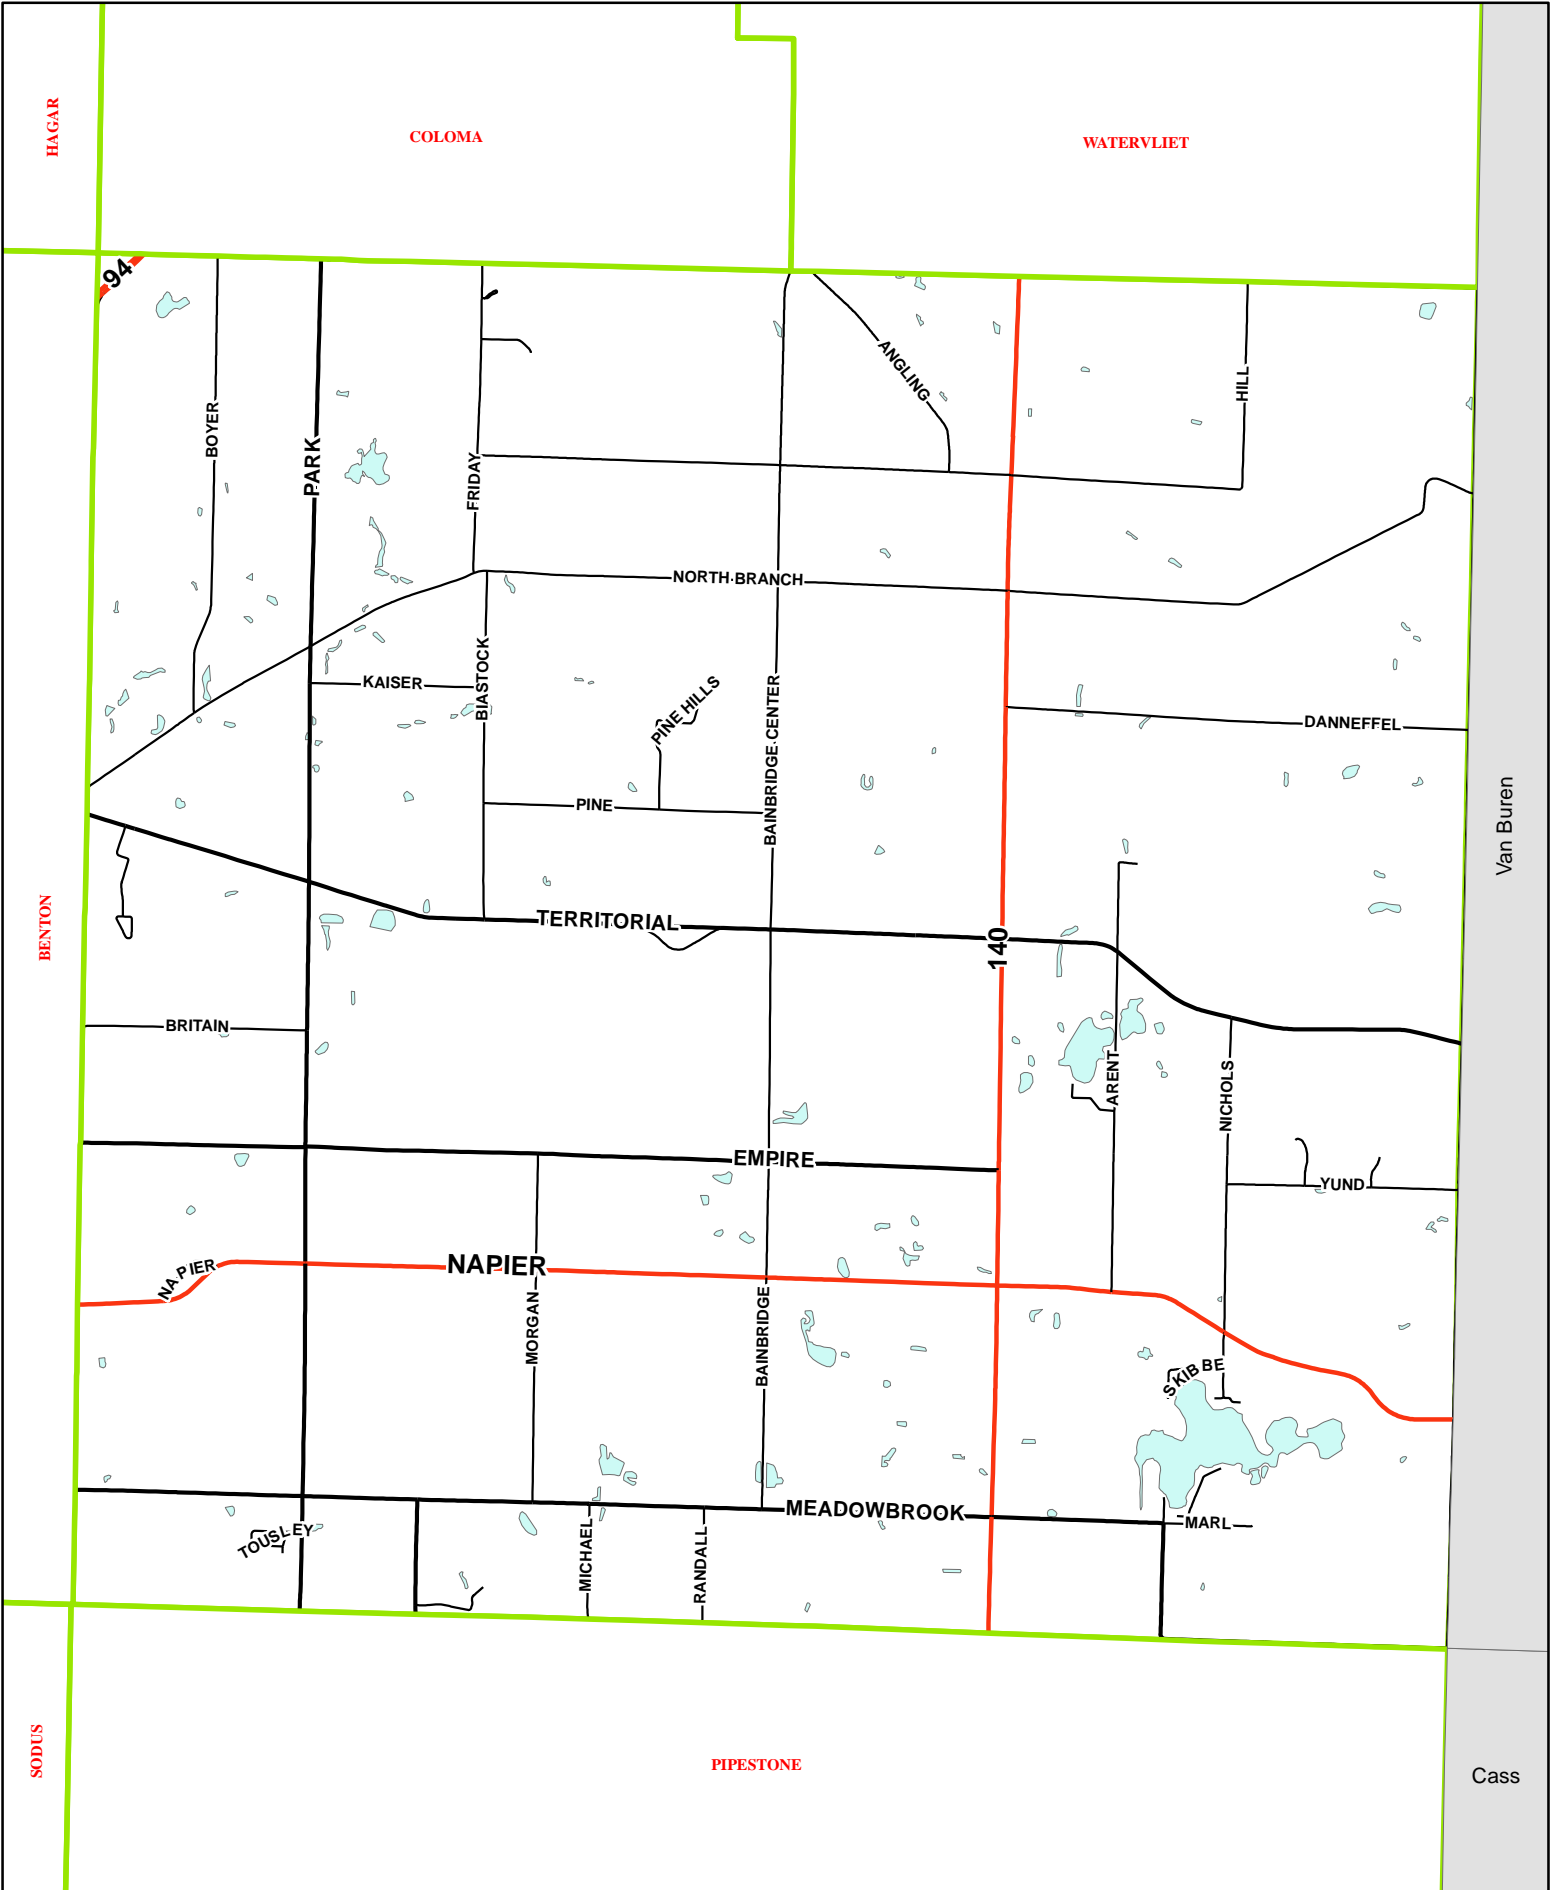 HAGAR
COLOMA
WATERVLIET
94
ANGLING
HILL
BOYER
PARK
FRIDAY
NORTH BRANCH
BIASTOCK
KAISER
PINE HILLS
BAINBRIDGE CENTER
DANNEFFEL
PINE
Van Buren
BENTON
TERRITORIAL
140
BRITAIN
ARENT
NICHOLS
EMPIRE
YUND
NAPIER
NAPIER
MORGAN
BAINBRIDGE
SKIBBE
MEADOWBROOK
MARL
TOUSLEY
MICHAEL
RANDALL
SODUS
PIPESTONE
Cass